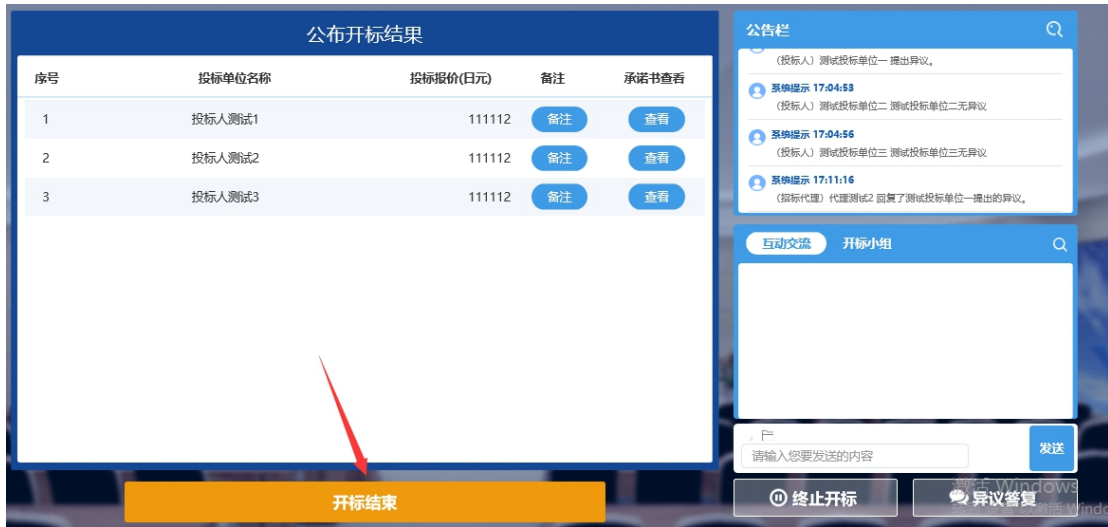 公布开标结果
序号 投标单位名称 投标报价(日元) 备注 承诺书查看
1 投标人测试1 111112 备注 查看
2 投标人测试2 111112 备注 查看
3 投标人测试3 111112 备注 查看
开标结束
公告栏
（投标人）测试投标单位一 提出异议。
系统提示 17:04:53
（投标人）测试投标单位二 测试投标单位二无异议
系统提示 17:04:56
（投标人）测试投标单位三 测试投标单位三无异议
系统提示 17:11:16
（招标代理）代理测试2 回复了测试投标单位一提出的异议。
互动交流 开标小组
请输入您要发送的内容
发送
终止开标 异议答复
激活 Windows